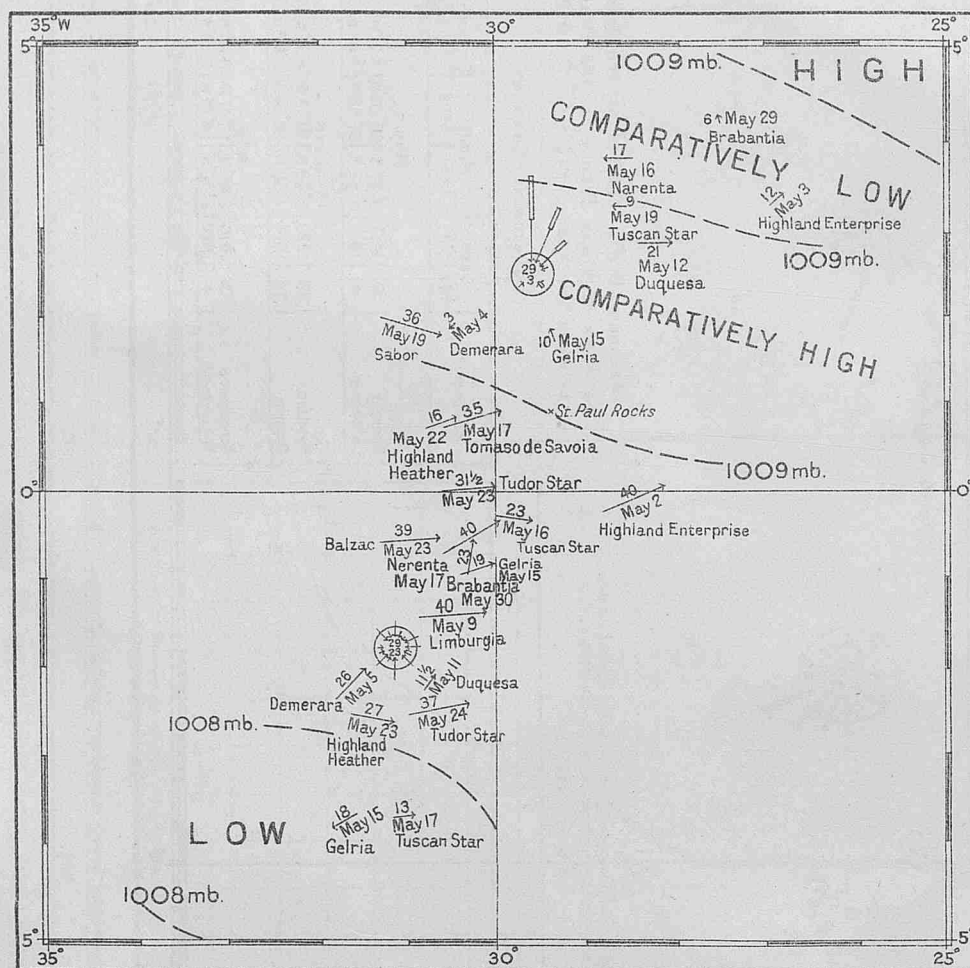 35°W
30°
25°
5°
5°
1009 mb.
HIGH
6 May 29
Brabantia
COMPARATIVELY LOW
17
May 16
Narenta
12
May 3
Highland Enterprise
9
May 19
Tuscan Star
21
May 12
Duquesa
1009 mb.
29
3
COMPARATIVELY HIGH
36
May 19
Sabor
3
May 4
Demerara
10 May 15
Gelria
St. Paul Rocks
16
May 22
Highland
Heather
35
May 17
Tomaso de Savoia
1009 mb.
0°
0°
31½
May 23
Tudor Star
40
May 2
Highland Enterprise
23
May 16
Tuscan Star
Balzac
39
May 23
40
Nerenta
May 17
23
Brabantia
May 30
19
Gelria
May 15
40
May 9
Limburgia
29
23
26
May 5
Demerara
11½
May 11
Duquesa
27
May 23
Highland
Heather
37
May 24
Tudor Star
1008 mb.
LOW
18
May 15
Gelria
13
May 17
Tuscan Star
1008 mb.
5°
5°
35°
30°
25°